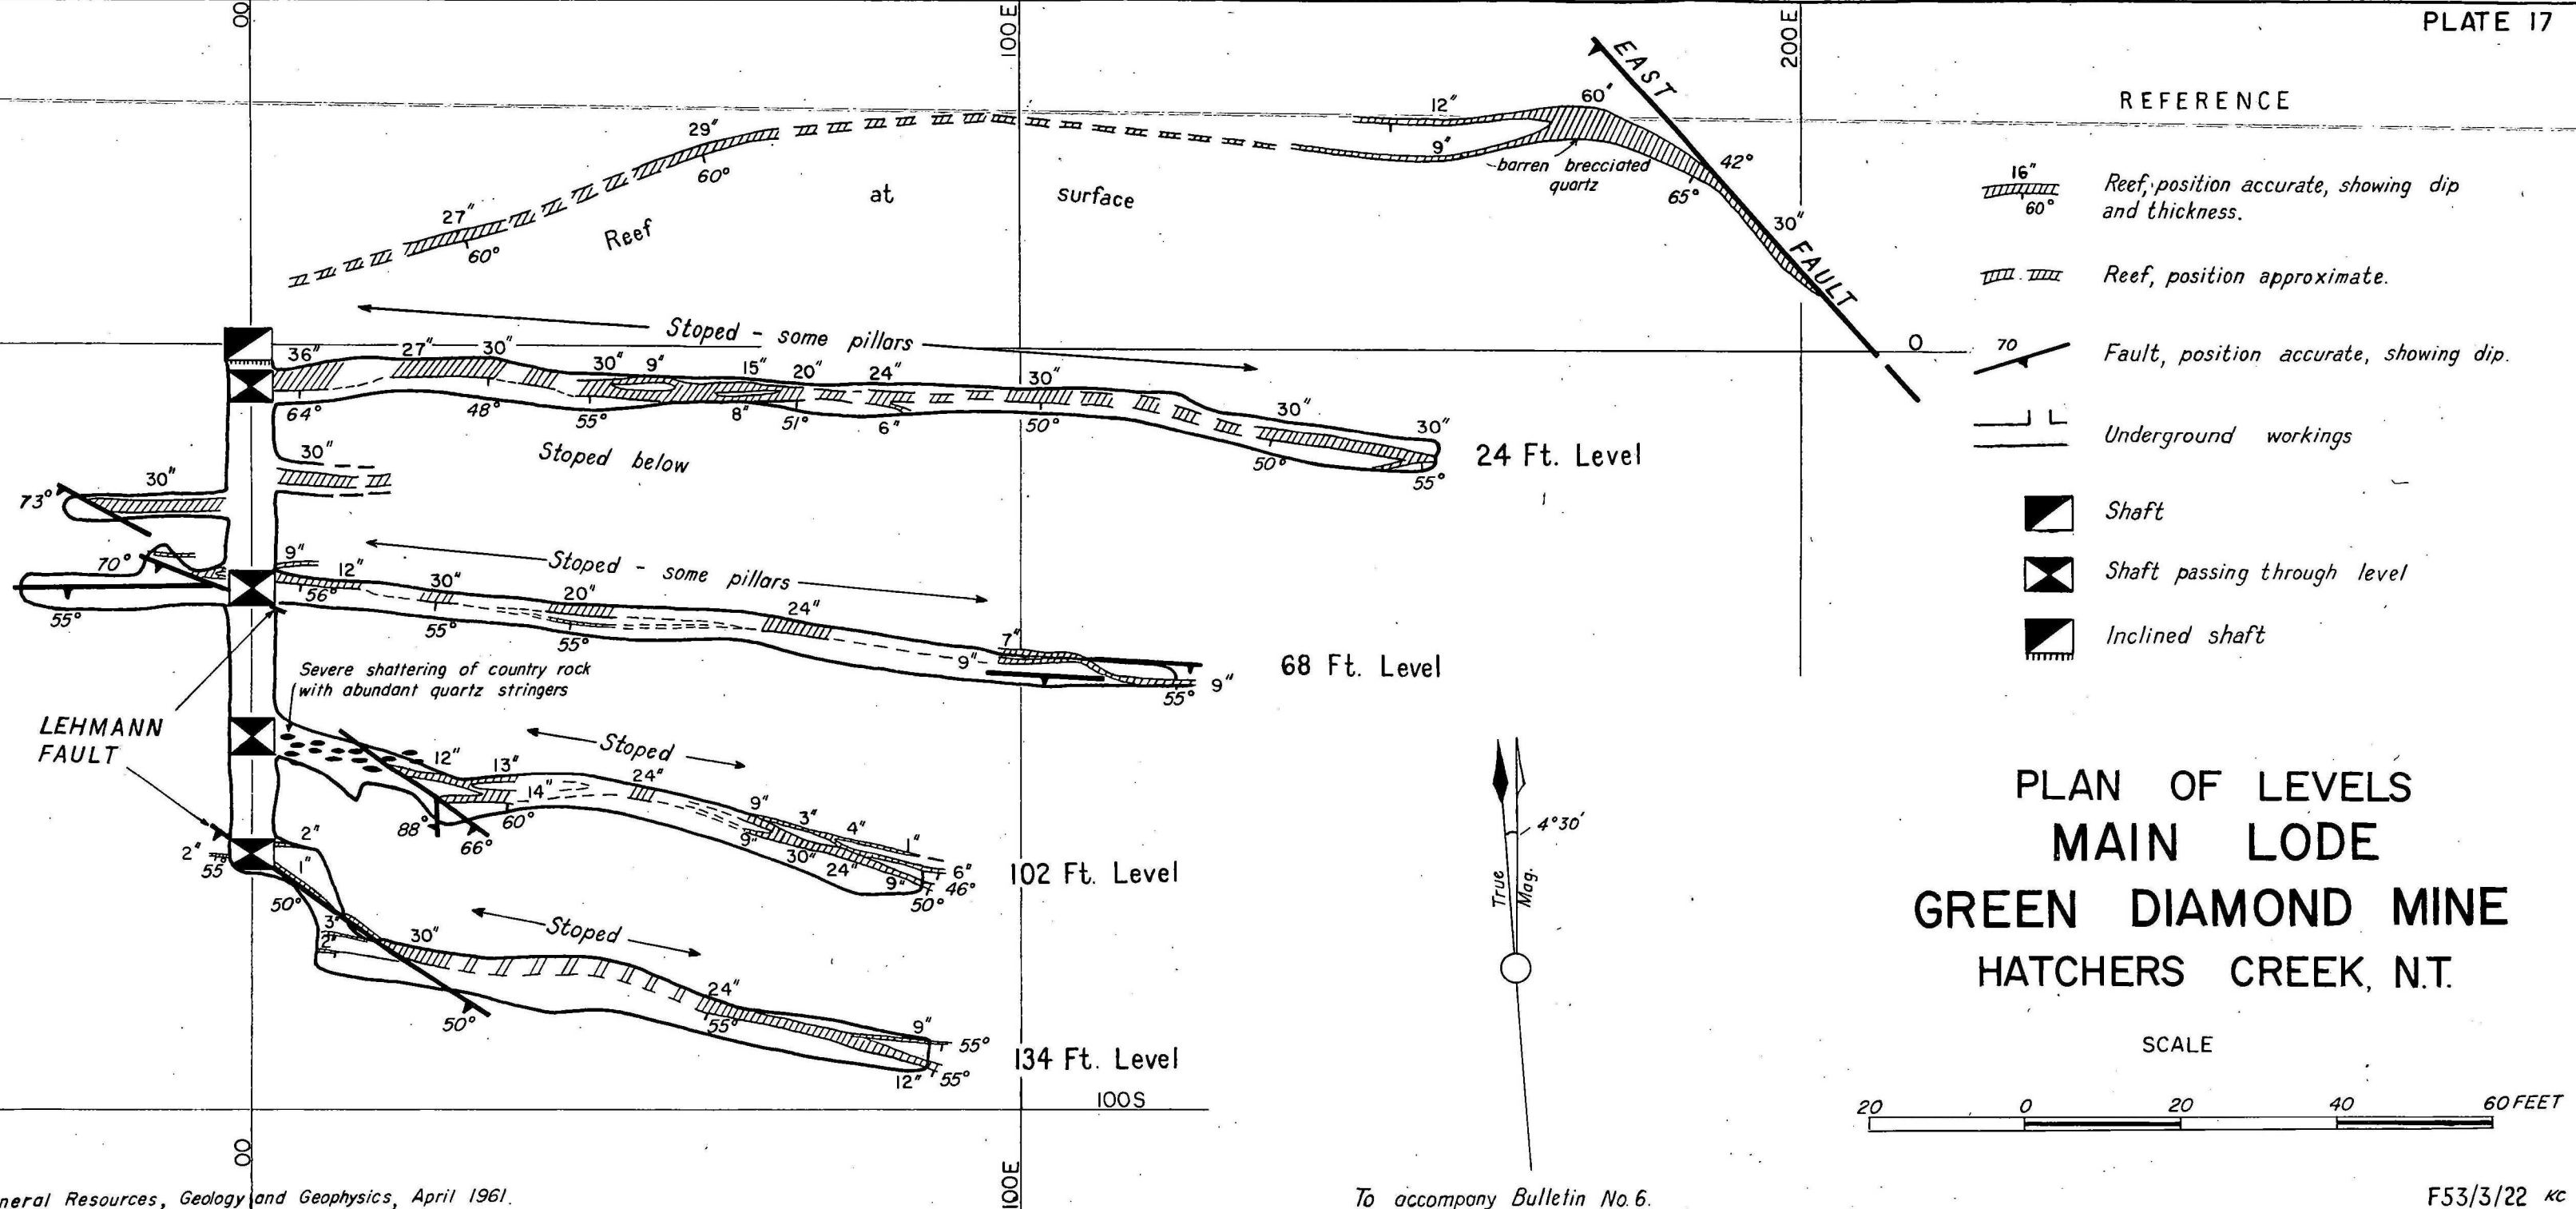 00
100E
200E
PLATE 17
EAST
FAULT
REFERENCE
12"
60"
29"
60°
9"
barren brecciated
quartz
42°
65°
30"
27"
60°
Reef at surface
16"
60°
Reef, position accurate, showing dip
and thickness.
Reef, position approximate.
70
Fault, position accurate, showing dip.
Underground workings
Shaft
Shaft passing through level
Inclined shaft
O
Stoped - some pillars
36"
27"
30"
30"
9"
15"
20"
24"
30"
30"
30"
64°
48°
55°
8"
51°
6"
50°
50°
55°
24 Ft. Level
Stoped below
30"
30"
73°
70°
9"
12"
30"
20"
24"
7"
9"
9"
55°
56°
55°
55°
55°
Stoped - some pillars
68 Ft. Level
Severe shattering of country rock
with abundant quartz stringers
LEHMANN
FAULT
Stoped
12"
13"
14"
24"
9"
3"
4"
1"
88°
66°
60°
9"
30"
24"
9"
6"
46°
50°
102 Ft. Level
2"
55
2"
1"
50°
3"
2"
30"
Stoped
24"
55°
50°
9"
55°
12"
55°
134 Ft. Level
4°30'
True
Mag.
PLAN OF LEVELS
MAIN LODE
GREEN DIAMOND MINE
HATCHERS CREEK, N.T.
SCALE
20 0 20 40 60 FEET
100S
00
100E
neral Resources, Geology and Geophysics, April 1961.
To accompany Bulletin No. 6.
F53/3/22 KC